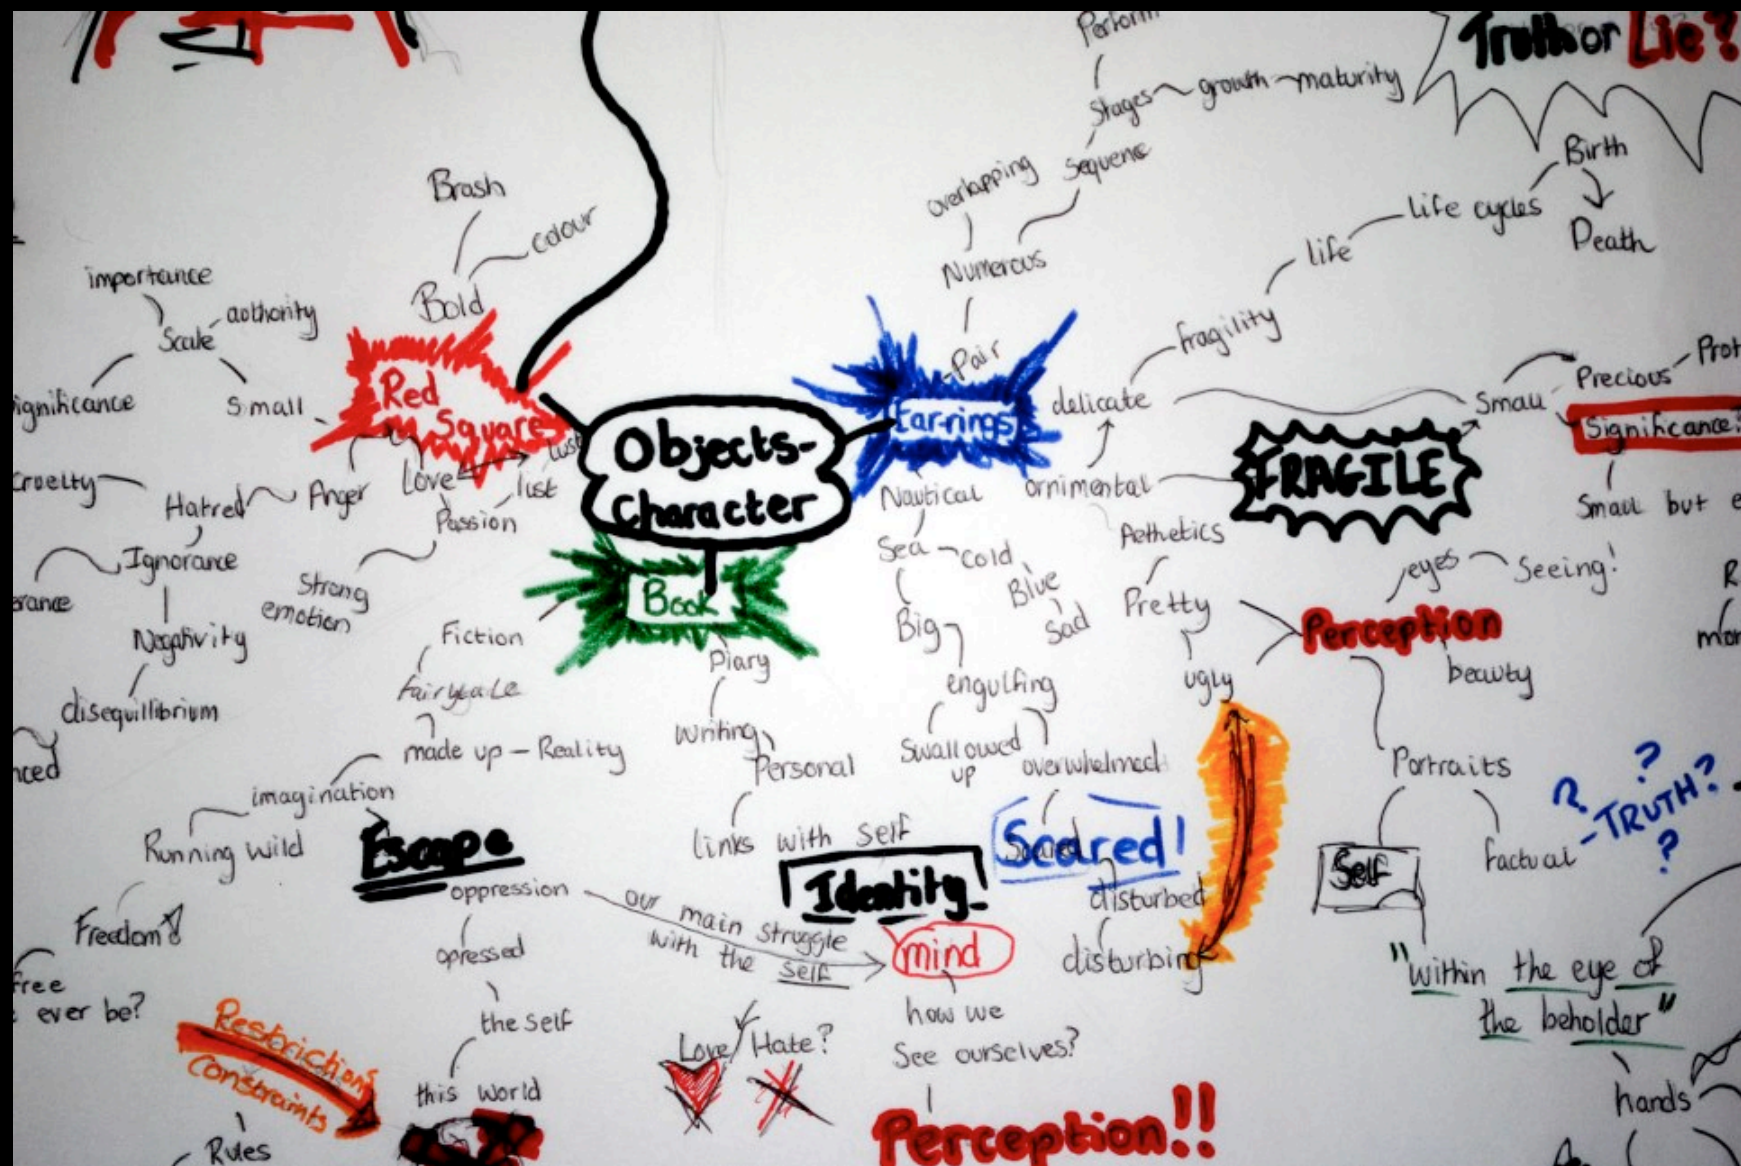 Perform
Truth or Lie?
Stages
growth
maturity
Sequence
overlapping
Birth
Brash
colour
life cycles
Death
life
Numerous
importance
authority
Bold
Scale
fragility
Pair
Precious
Small
Small
Red
Square
Earrings
delicate
Significance?
Objects-
Character
FRAGILE
lust
Love
lust
Cruelty
Hatred
Anger
Passion
Nautical
ornimental
Small but
Aethetics
Ignorance
Sea
cold
eyes
Seeing!
Strong
emotion
Blue
Sad
Book
Pretty
Big
Perception
Negativity
Fiction
Diary
beauty
ugly
fairytale
engulfing
disequillibrium
writing
made up - Reality
Personal
Swallowed
up
overwhelmed
Portraits
imagination
? ? - TRUTH? ?
Running wild
Escape
links with self
Scared!
factual
Self
Identity
oppression
our main struggle
with the self
disturbed
Freedom!
opressed
mind
disturbing
"within the eye of
the beholder"
free
ever be?
the self
how we
See ourselves?
Restrictions
Constraints
Love/Hate?
this world
hands
Perception!!
Rules